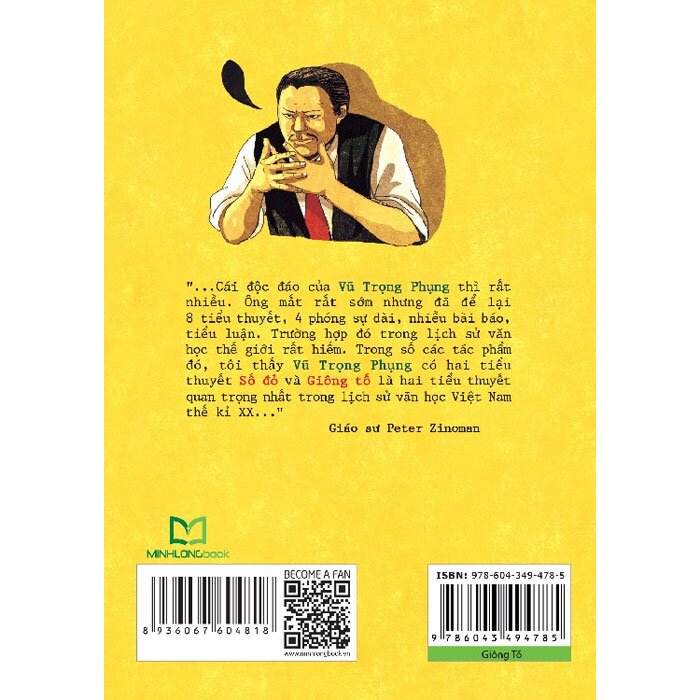 "...Cái độc đáo của Vũ Trọng Phụng thì rất
nhiều. Ông mất rất sớm nhưng đã để lại
8 tiểu thuyết, 4 phóng sự dài, nhiều bài báo,
tiểu luận. Trường hợp đó trong lịch sử văn
học thế giới rất hiếm. Trong số các tác phẩm
đó, tôi thấy Vũ Trọng Phụng có hai tiểu
thuyết Số đỏ và Giông tố là hai tiểu thuyết
quan trọng nhất trong lịch sử văn học Việt Nam
thế kỉ XX..."
Giáo sư Peter Zinoman
MINHLONGbook
8 936067 604818
BECOME A FAN
www.minhlongbook.vn
ISBN: 978-604-349-478-5
9 786043 494785
Giông Tố